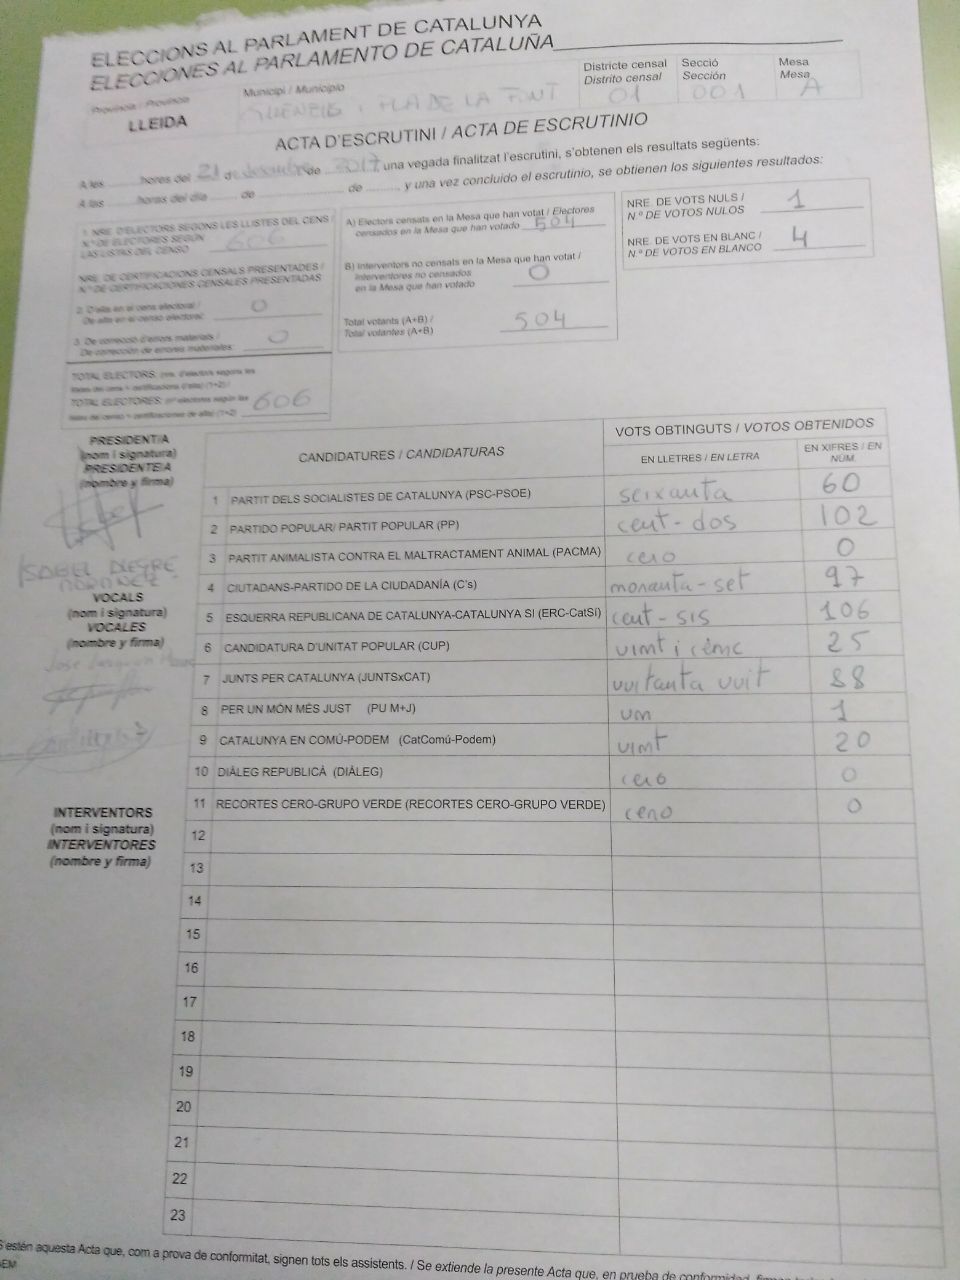 ELECCIONS AL PARLAMENT DE CATALUNYA
ELECCIONES AL PARLAMENTO DE CATALUÑA
Província / Provincia
LLEIDA
Municipi / Municipio
I PLA DE LA FONT
Districte censal
Distrito censal
01
Secció
Sección
001
Mesa
Mesa
A
ACTA D'ESCRUTINI / ACTA DE ESCRUTINIO
A les ......... hores del 21 d desembre de 2017, una vegada finalitzat l'escrutini, s'obtenen els resultats següents:
A las ......... horas del día ......... de ......... de ........., y una vez concluido el escrutinio, se obtienen los siguientes resultados:
1. NRE. D'ELECTORS SEGONS LES LLISTES DEL CENS /
N.º DE ELECTORES SEGÚN
LAS LISTAS DEL CENSO
606
NRE. DE CERTIFICACIONS CENSALS PRESENTADES /
N.º DE CERTIFICACIONES CENSALES PRESENTADAS
2. D'alta en el cens electoral /
De alta en el censo electoral:
0
3. De correcció d'errors materials /
De corrección de errores materiales:
0
TOTAL ELECTORS: (nre. d'electors segons les
llistes del cens + certificacions d'alta) (1+2) /
TOTAL ELECTORES: (nº electores según las
listas del censo + certificaciones de alta) (1+2)
606
A) Electors censats en la Mesa que han votat / Electores
censados en la Mesa que han votado
504
B) Interventors no censats en la Mesa que han votat /
Interventores no censados
en la Mesa que han votado
0
Total votants (A+B) /
Total votantes (A+B)
504
NRE. DE VOTS NULS /
N.º DE VOTOS NULOS
1
NRE. DE VOTS EN BLANC /
N.º DE VOTOS EN BLANCO
4
PRESIDENT/A
(nom i signatura)
PRESIDENTE/A
(nombre y firma)
ISABEL ALEGRE
VOCALS
(nom i signatura)
VOCALES
(nombre y firma)
INTERVENTORS
(nom i signatura)
INTERVENTORES
(nombre y firma)
CANDIDATURES / CANDIDATURAS
VOTS OBTINGUTS / VOTOS OBTENIDOS
EN LLETRES / EN LETRA
EN XIFRES / EN
NÚM.
1 PARTIT DELS SOCIALISTES DE CATALUNYA (PSC-PSOE) seixanta 60
2 PARTIDO POPULAR/ PARTIT POPULAR (PP) cent-dos 102
3 PARTIT ANIMALISTA CONTRA EL MALTRACTAMENT ANIMAL (PACMA) cero 0
4 CIUTADANS-PARTIDO DE LA CIUDADANÍA (C's) noranta-set 97
5 ESQUERRA REPUBLICANA DE CATALUNYA-CATALUNYA SI (ERC-CatSí) cent-sis 106
6 CANDIDATURA D'UNITAT POPULAR (CUP) vint i cènc 25
7 JUNTS PER CATALUNYA (JUNTSxCAT) vuitanta vuit 88
8 PER UN MÓN MÉS JUST (PU M+J) un 1
9 CATALUNYA EN COMÚ-PODEM (CatComú-Podem) vint 20
10 DIÀLEG REPUBLICÀ (DIÀLEG) cero 0
11 RECORTES CERO-GRUPO VERDE (RECORTES CERO-GRUPO VERDE) cero 0
12
13
14
15
16
17
18
19
20
21
22
23
S'estén aquesta Acta que, com a prova de conformitat, signen tots els assistents. / Se extiende la presente Acta que, en prueba de conformidad,